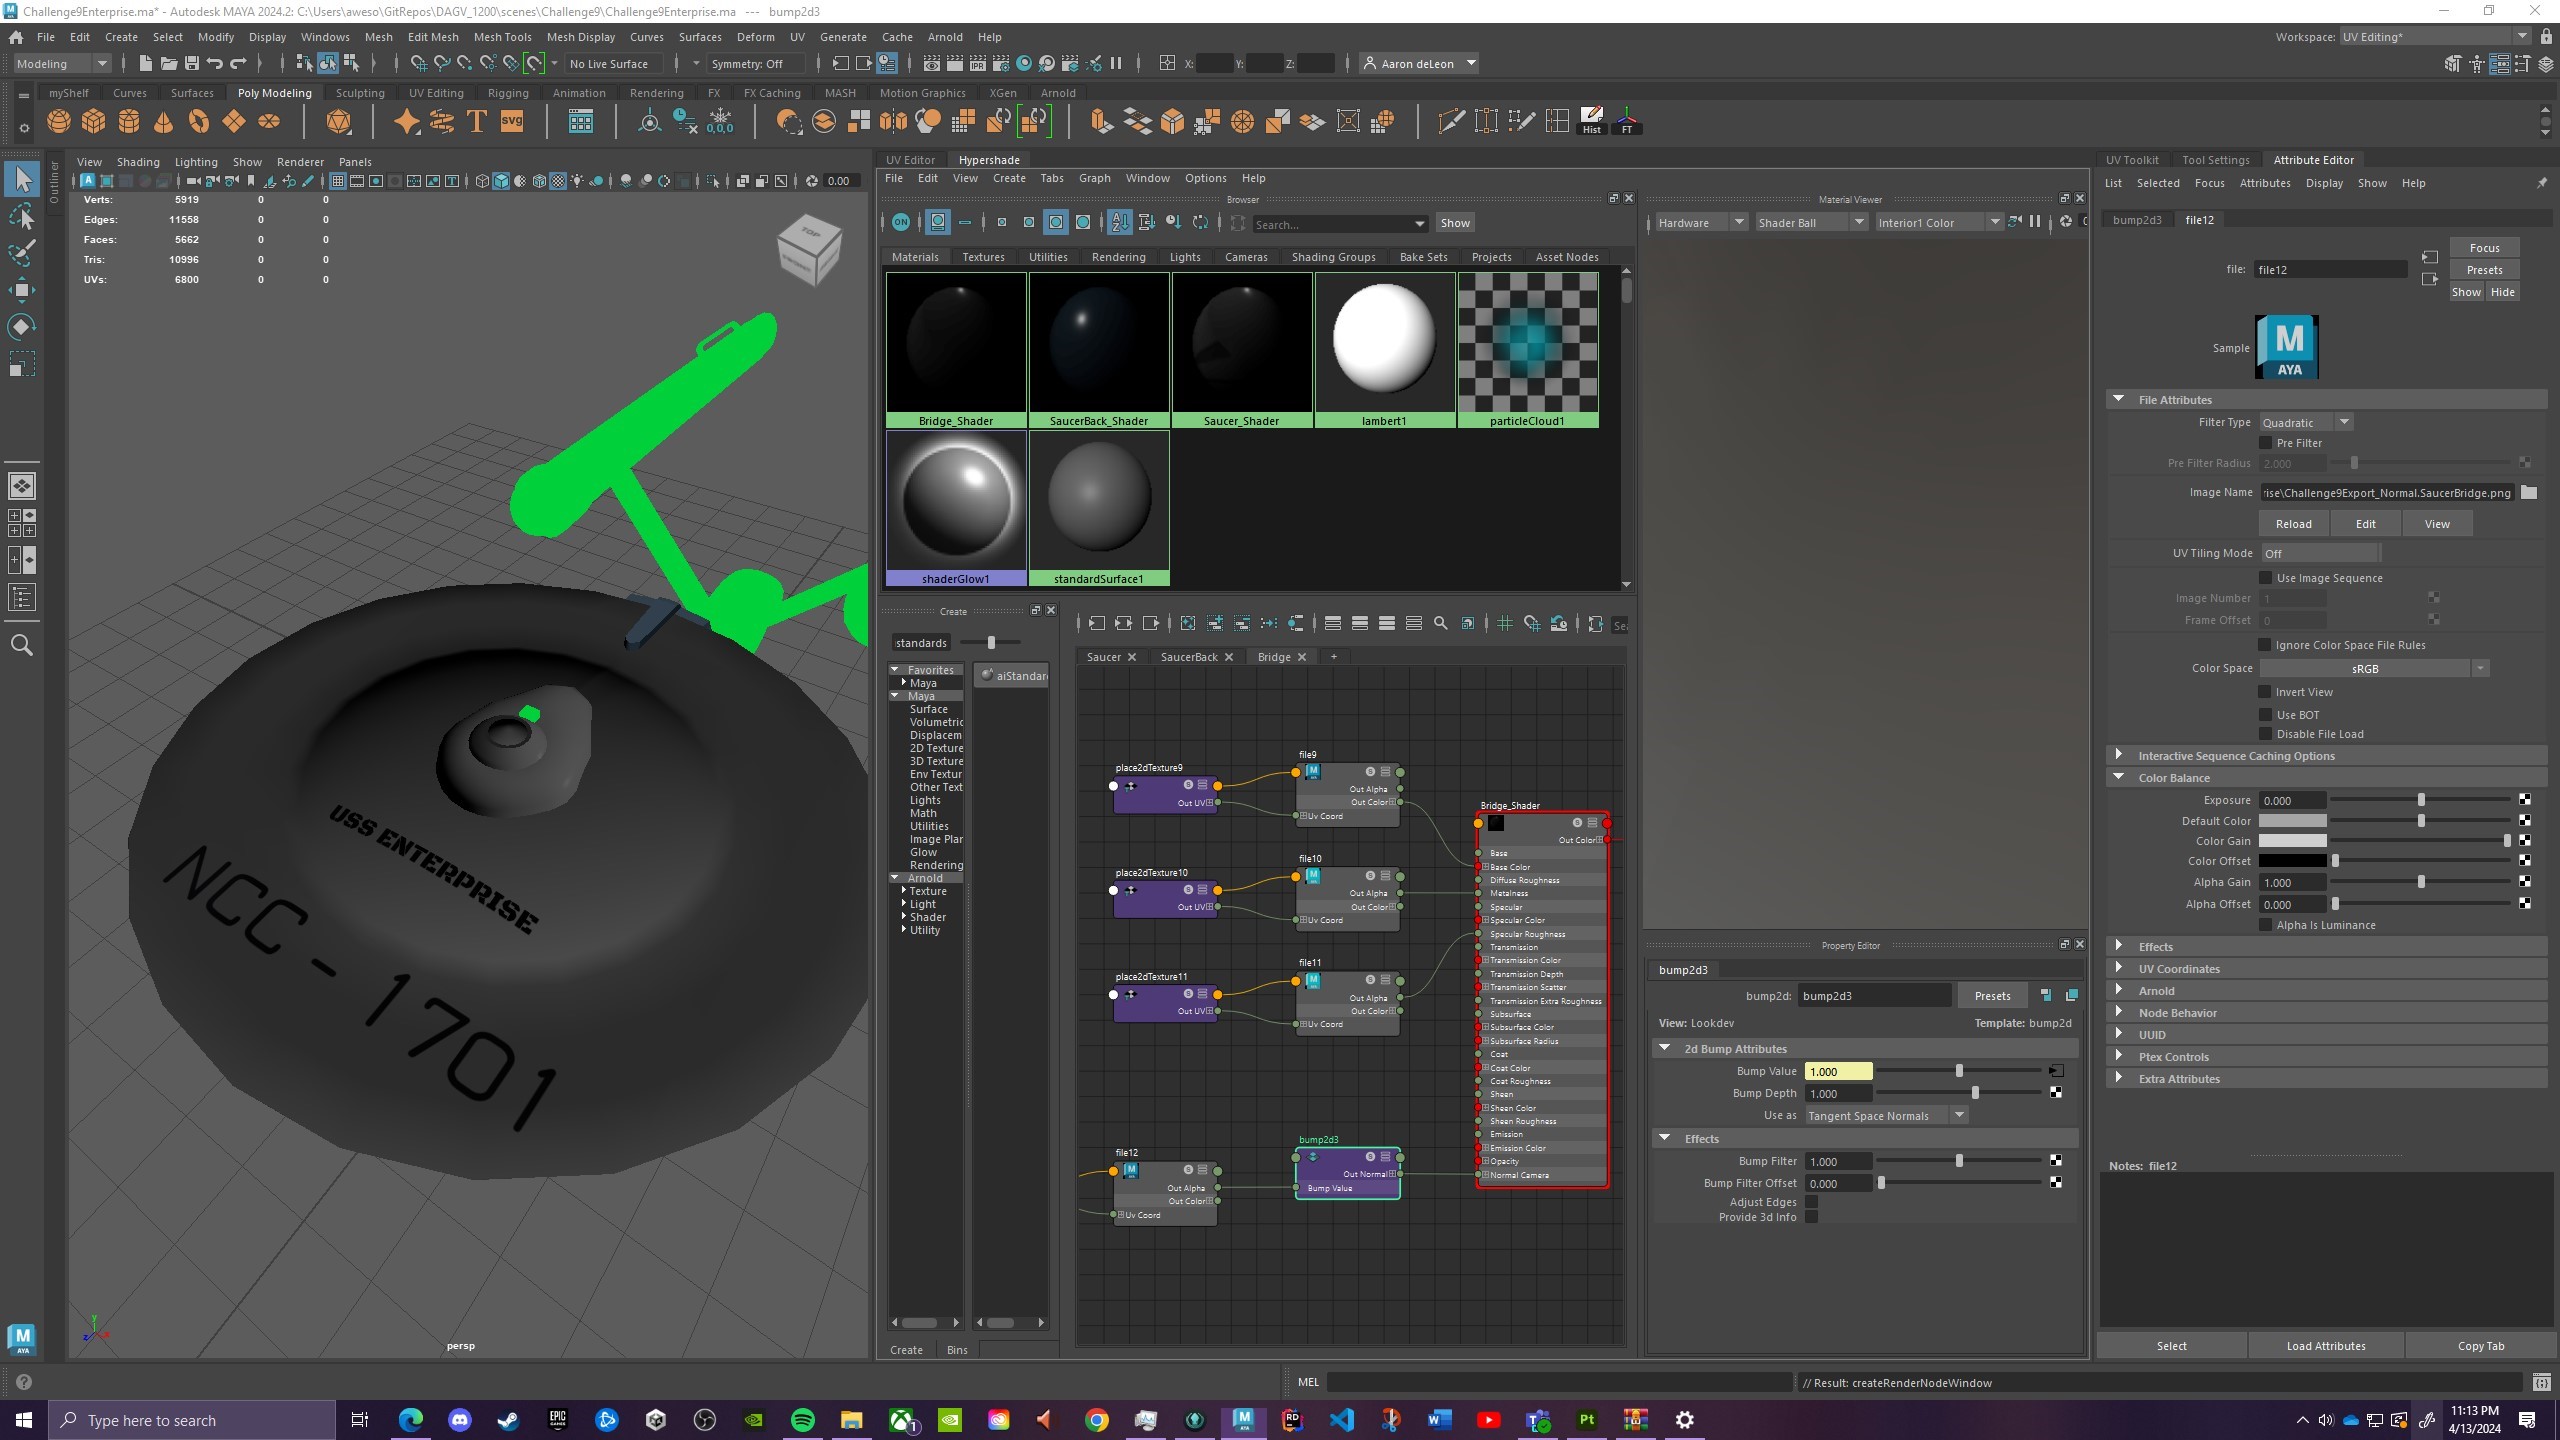 Challenge9Enterprise.ma* - Autodesk MAYA 2024.2: C:\Users\aweso\GitRepos\DAGV_1200\scenes\Challenge9\Challenge9Enterprise.ma --- bump2d3
File Edit Create Select Modify Display Windows Mesh Edit Mesh Mesh Tools Mesh Display Curves Surfaces Deform UV Generate Cache Arnold Help
Workspace: UV Editing*
Modeling No Live Surface Symmetry: Off X: Y: Z: Aaron deLeon
myShelf Curves Surfaces Poly Modeling Sculpting UV Editing Rigging Animation Rendering FX FX Caching MASH Motion Graphics XGen Arnold
SVG 0,0,0 Hist FT
Outliner
View Shading Lighting Show Renderer Panels
0.00
Verts: 5919 0 0
Edges: 11558 0 0
Faces: 5662 0 0
Tris: 10996 0 0
UVs: 6800 0 0
TOP
USS ENTERPRISE
NCC - 1701
persp
UV Editor Hypershade
File Edit View Create Tabs Graph Window Options Help
Browser
ON
Search...
Show
Materials Textures Utilities Rendering Lights Cameras Shading Groups Bake Sets Projects Asset Nodes
Bridge_Shader SaucerBack_Shader Saucer_Shader lambert1 particleCloud1
shaderGlow1 standardSurface1
Create
standards
Favorites
Maya
Maya
Surface
Volumetric
Displacem
2D Texture
3D Texture
Env Textur
Other Text
Lights
Math
Utilities
Image Plar
Glow
Rendering
Arnold
Texture
Light
Shader
Utility
aiStandar
Create Bins
Saucer SaucerBack Bridge +
place2dTexture9
Out UV
file9
Out Alpha
Out Color
Uv Coord
place2dTexture10
Out UV
file10
Out Alpha
Out Color
Uv Coord
place2dTexture11
Out UV
file11
Out Alpha
Out Color
Uv Coord
file12
Out Alpha
Out Color
Uv Coord
bump2d3
Out Normal
Bump Value
Bridge_Shader
Out Color
Base
Base Color
Diffuse Roughness
Metalness
Specular
Specular Color
Specular Roughness
Transmission
Transmission Color
Transmission Depth
Transmission Scatter
Transmission Extra Roughness
Subsurface
Subsurface Color
Subsurface Radius
Coat
Coat Color
Coat Roughness
Sheen
Sheen Color
Sheen Roughness
Emission
Emission Color
Opacity
Normal Camera
Material Viewer
Hardware Shader Ball Interior1 Color
Property Editor
bump2d3
bump2d: bump2d3 Presets
View: Lookdev Template: bump2d
2d Bump Attributes
Bump Value 1.000
Bump Depth 1.000
Use as Tangent Space Normals
Effects
Bump Filter 1.000
Bump Filter Offset 0.000
Adjust Edges
Provide 3d Info
UV Toolkit Tool Settings Attribute Editor
List Selected Focus Attributes Display Show Help
bump2d3 file12
file: file12
Focus
Presets
Show Hide
Sample
M
AYA
File Attributes
Filter Type Quadratic
Pre Filter
Pre Filter Radius 2.000
Image Name rise\Challenge9Export_Normal.SaucerBridge.png
Reload Edit View
UV Tiling Mode Off
Use Image Sequence
Image Number 1
Frame Offset 0
Ignore Color Space File Rules
Color Space sRGB
Invert View
Use BOT
Disable File Load
Interactive Sequence Caching Options
Color Balance
Exposure 0.000
Default Color
Color Gain
Color Offset
Alpha Gain 1.000
Alpha Offset 0.000
Alpha Is Luminance
Effects
UV Coordinates
Arnold
Node Behavior
UUID
Ptex Controls
Extra Attributes
Notes: file12
Select Load Attributes Copy Tab
MEL // Result: createRenderNodeWindow
Type here to search
11:13 PM
4/13/2024